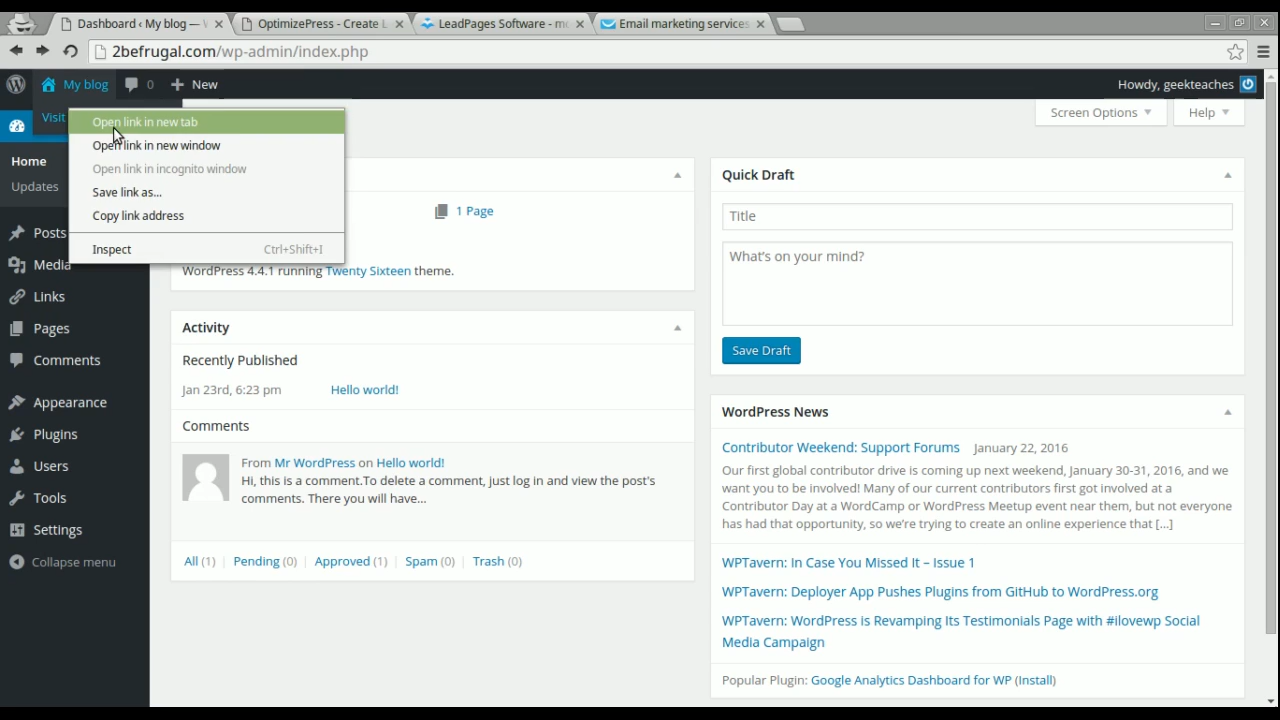 Dashboard ‹ My blog —
OptimizePress - Create L
LeadPages Software - mo
Email marketing services
2befrugal.com/wp-admin/index.php
My blog
0
New
Howdy, geekteaches
Visit
Open link in new tab
Open link in new window
Open link in incognito window
Save link as...
Copy link address
Inspect Ctrl+Shift+I
Screen Options
Help
Home
Updates
Posts
Media
Links
Pages
Comments
Appearance
Plugins
Users
Tools
Settings
Collapse menu
1 Page
WordPress 4.4.1 running Twenty Sixteen theme.
Activity
Recently Published
Jan 23rd, 6:23 pm Hello world!
Comments
From Mr WordPress on Hello world!
Hi, this is a comment.To delete a comment, just log in and view the post's
comments. There you will have...
All (1) | Pending (0) | Approved (1) | Spam (0) | Trash (0)
Quick Draft
Title
What's on your mind?
Save Draft
WordPress News
Contributor Weekend: Support Forums January 22, 2016
Our first global contributor drive is coming up next weekend, January 30-31, 2016, and we
want you to be involved! Many of our current contributors first got involved at a
Contributor Day at a WordCamp or WordPress Meetup event near them, but not everyone
has had that opportunity, so we're trying to create an online experience that [...]
WPTavern: In Case You Missed It – Issue 1
WPTavern: Deployer App Pushes Plugins from GitHub to WordPress.org
WPTavern: WordPress is Revamping Its Testimonials Page with #ilovewp Social
Media Campaign
Popular Plugin: Google Analytics Dashboard for WP (Install)